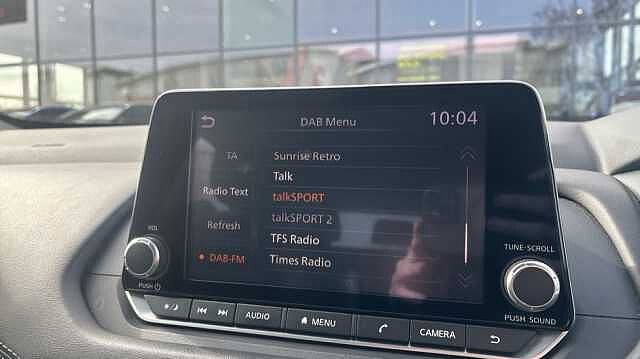 DAB Menu
10:04
TA
Radio Text
Refresh
DAB-FM
Sunrise Retro
Talk
talkSPORT
talkSPORT 2
TFS Radio
Times Radio
VOL
PUSH
TUNE·SCROLL
PUSH SOUND
AUDIO
MENU
CAMERA